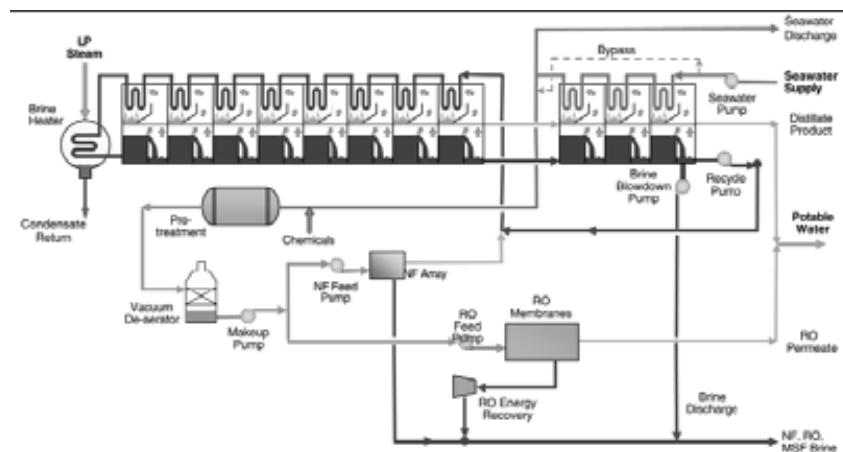 Seawater
Discharge
LP
Steam
Bypass
Seawater
Supply
Seawater
Pump
Brine
Heater
Distillate
Product
Brine
Blowdown
Pump
Recycle
Purro
Condensate
Return
Pre-
treatment
Chemicals
Potable
Water
NF Array
NF Feed
Pump
Vacuum
De-aerator
Makeup
Pump
RO
Feed
Pump
RO
Membranes
RO
Permeate
RO Energy
Recovery
Brine
Discharge
NF. RO.
MSF Brine